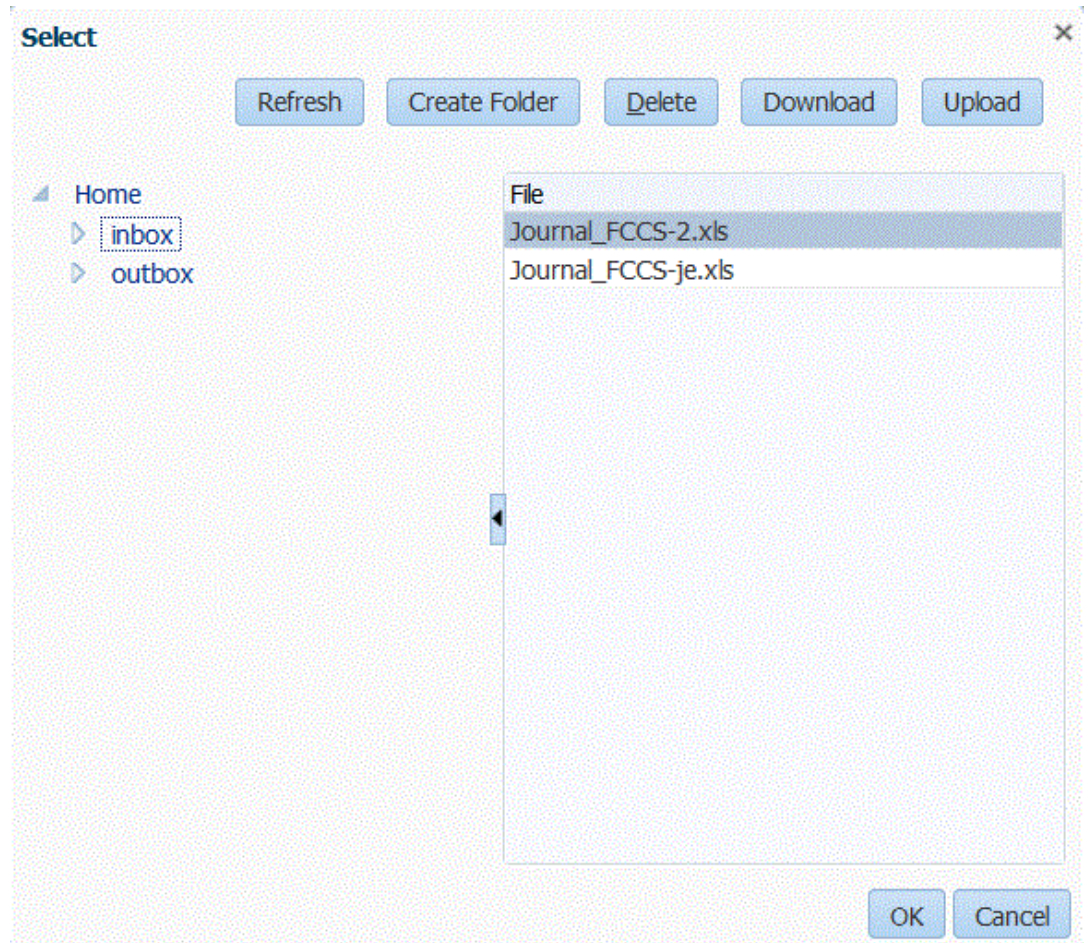 Select
Refresh Create Folder Delete Download Upload
Home
File
inbox
Journal_FCCS-2.xls
outbox
Journal_FCCS-je.xls
OK Cancel